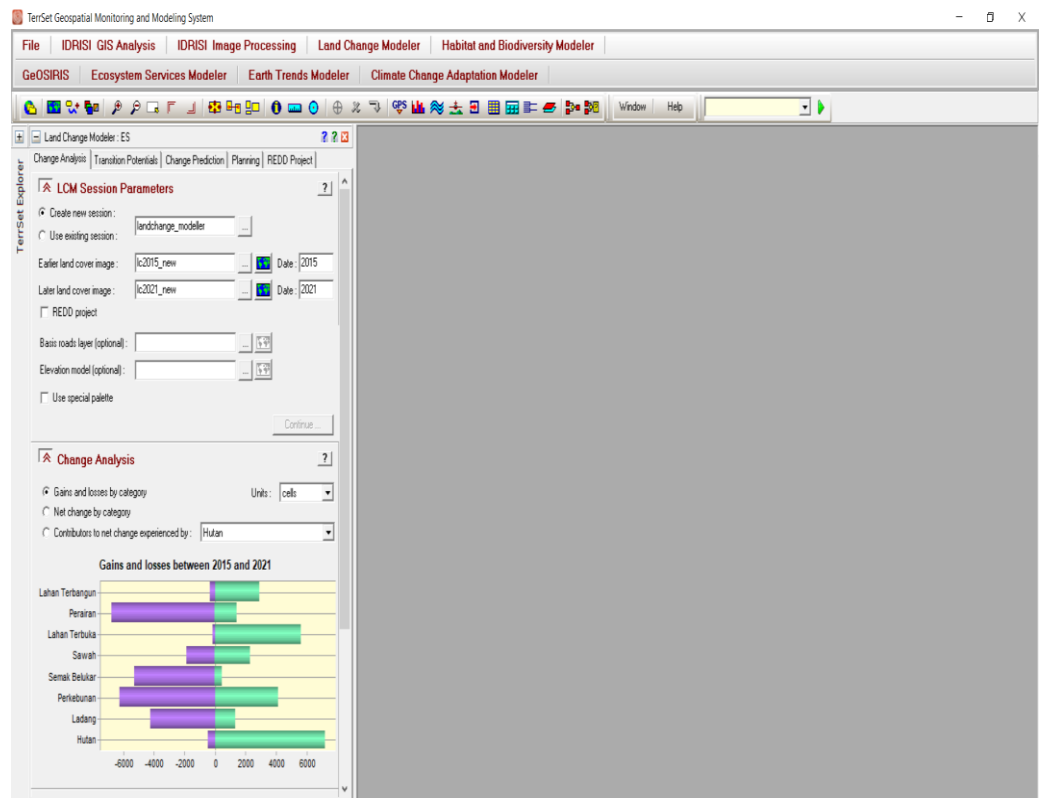 TerrSet Geospatial Monitoring and Modeling System
File IDRISI GIS Analysis IDRISI Image Processing Land Change Modeler Habitat and Biodiversity Modeler
GeOSIRIS Ecosystem Services Modeler Earth Trends Modeler Climate Change Adaptation Modeler
GPS Window Help
Land Change Modeler : ES
TerrSet Explorer
Change Analysis Transition Potentials Change Prediction Planning REDD Project
LCM Session Parameters ?
Create new session :
landchange_modeller ...
Use existing session :
Earlier land cover image : lc2015_new ... Date : 2015
Later land cover image : lc2021_new ... Date : 2021
REDD project
Basis roads layer (optional) : ...
Elevation model (optional) : ...
Use special palette
Continue ...
Change Analysis ?
Gains and losses by category Units : cells
Net change by category
Contributors to net change experienced by : Hutan
Gains and losses between 2015 and 2021
Lahan Terbangun
Perairan
Lahan Terbuka
Sawah
Semak Belukar
Perkebunan
Ladang
Hutan
-6000 -4000 -2000 0 2000 4000 6000